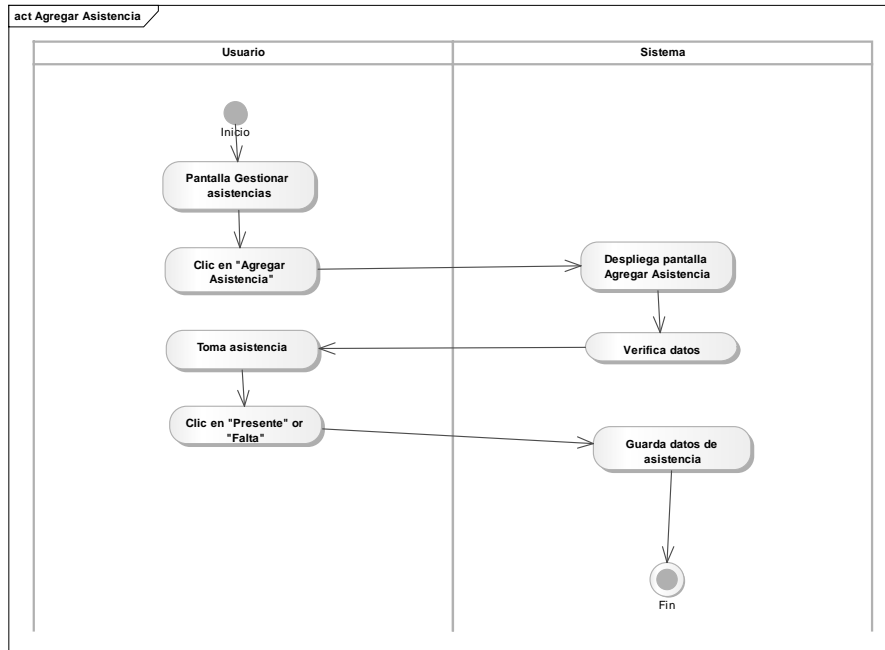 act Agregar Asistencia
Usuario
Sistema
Inicio
Pantalla Gestionar
asistencias
Clic en "Agregar
Asistencia"
Despliega pantalla
Agregar Asistencia
Toma asistencia
Verifica datos
Clic en "Presente" or
"Falta"
Guarda datos de
asistencia
Fin